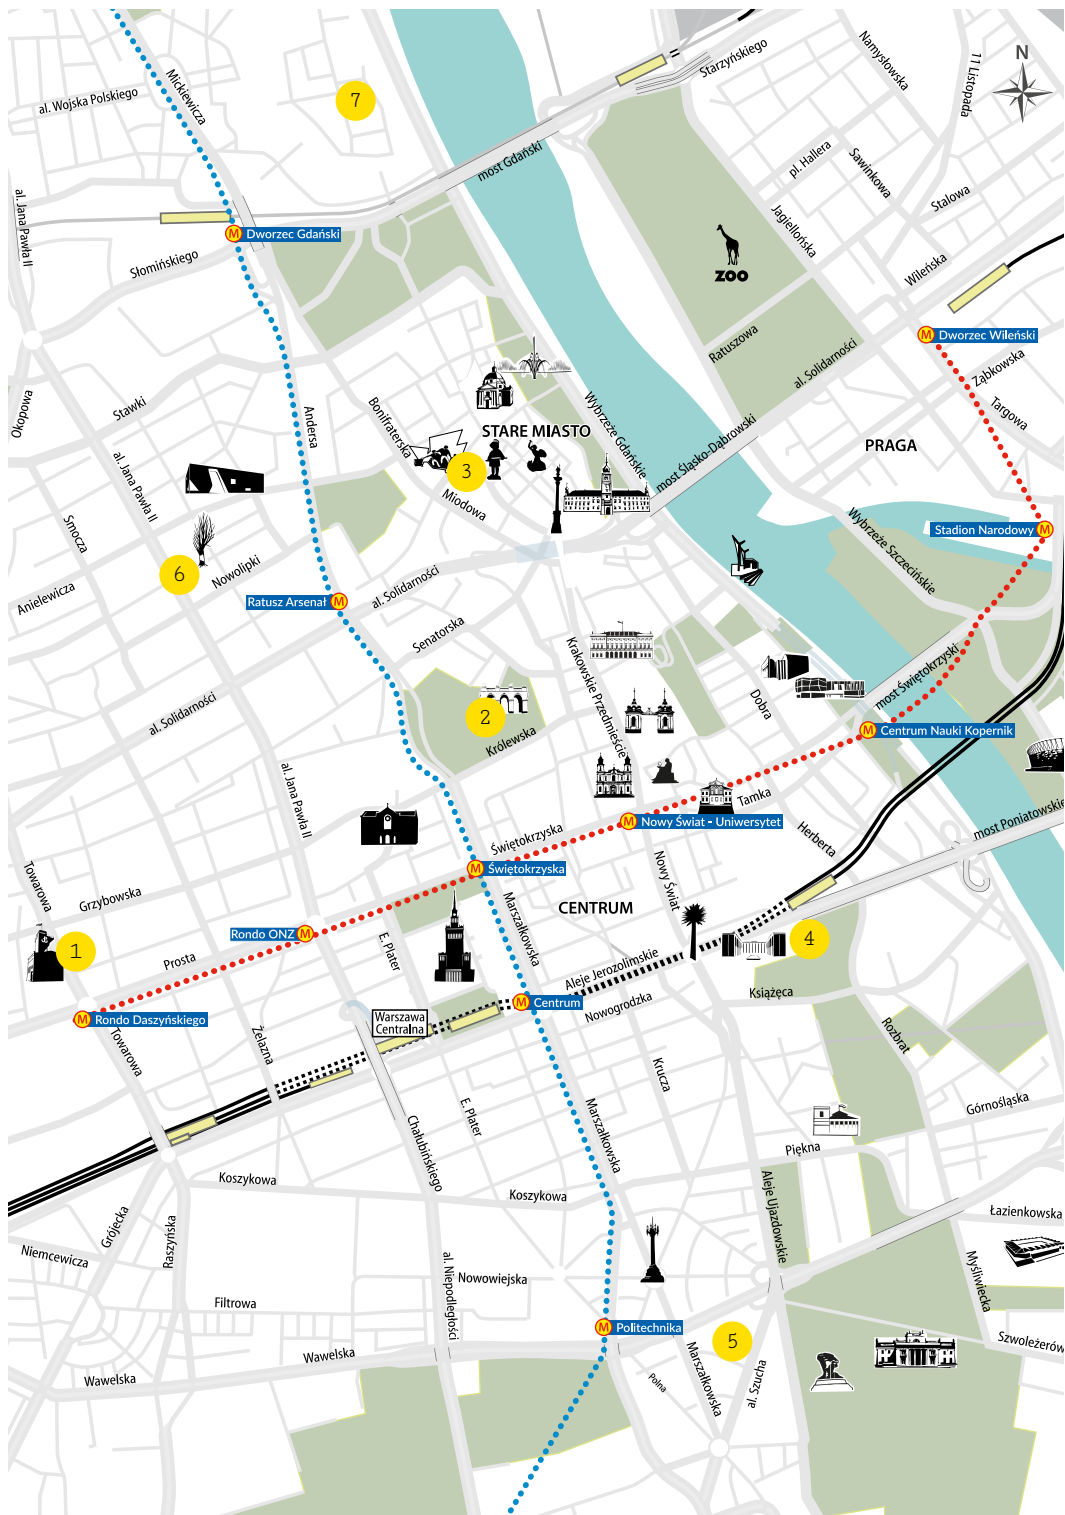 N
Starzyńskiego
Namysłowska
11 Listopada
al. Wojska Polskiego
Mickiewicza
7
most Gdański
pl. Hallera
Sawinkowa
Stalowa
Jagiellońska
al. Jana Pawła II
M Dworzec Gdański
Słomińskiego
ZOO
Wileńska
M Dworzec Wileński
Ratuszowa
al. Solidarności
Ząbkowska
Targowa
Okopowa
Stawki
Andersa
Bonifraterska
Wybrzeże Gdańskie
STARE MIASTO
PRAGA
most Śląsko-Dąbrowski
al. Jana Pawła II
3
Miodowa
Smocza
Wybrzeże Szczecińskie
Stadion Narodowy M
6
Nowolipki
Anielewicza
Ratusz Arsenał M
al. Solidarności
Senatorska
Krakowskie Przedmieście
most Świętokrzyski
Dobra
al. Solidarności
2
Królewska
M Centrum Nauki Kopernik
al. Jana Pawła II
Tamka
M Nowy Świat - Uniwersytet
most Poniatowskie
Herberta
Świętokrzyska
M Świętokrzyska
Nowy Świat
Towarowa
Grzybowska
CENTRUM
Marszałkowska
Rondo ONZ M
E. Plater
1
4
Prosta
Aleje Jerozolimskie
Książęca
M Centrum
Nowogrodzka
M Rondo Daszyńskiego
Warszawa
Centralna
Towarowa
Żelazna
Rozbrat
Krucza
E. Plater
Górnośląska
Chałubińskiego
Marszałkowska
Piękna
Koszykowa
Koszykowa
Aleje Ujazdowskie
Łazienkowska
Grójecka
Raszyńska
Niemcewicza
al. Niepodległości
Nowowiejska
Myśliwiecka
Filtrowa
M Politechnika
5
Szwoleżerów
Wawelska
Wawelska
Polna
Marszałkowska
al. Szucha